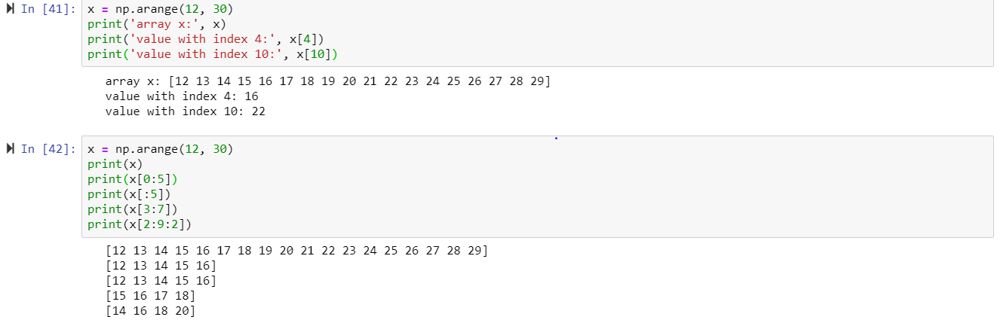 In [41]: x = np.arange(12, 30)
print('array x:', x)
print('value with index 4:', x[4])
print('value with index 10:', x[10])
array x: [12 13 14 15 16 17 18 19 20 21 22 23 24 25 26 27 28 29]
value with index 4: 16
value with index 10: 22
In [42]: x = np.arange(12, 30)
print(x)
print(x[0:5])
print(x[:5])
print(x[3:7])
print(x[2:9:2])
[12 13 14 15 16 17 18 19 20 21 22 23 24 25 26 27 28 29]
[12 13 14 15 16]
[12 13 14 15 16]
[15 16 17 18]
[14 16 18 20]